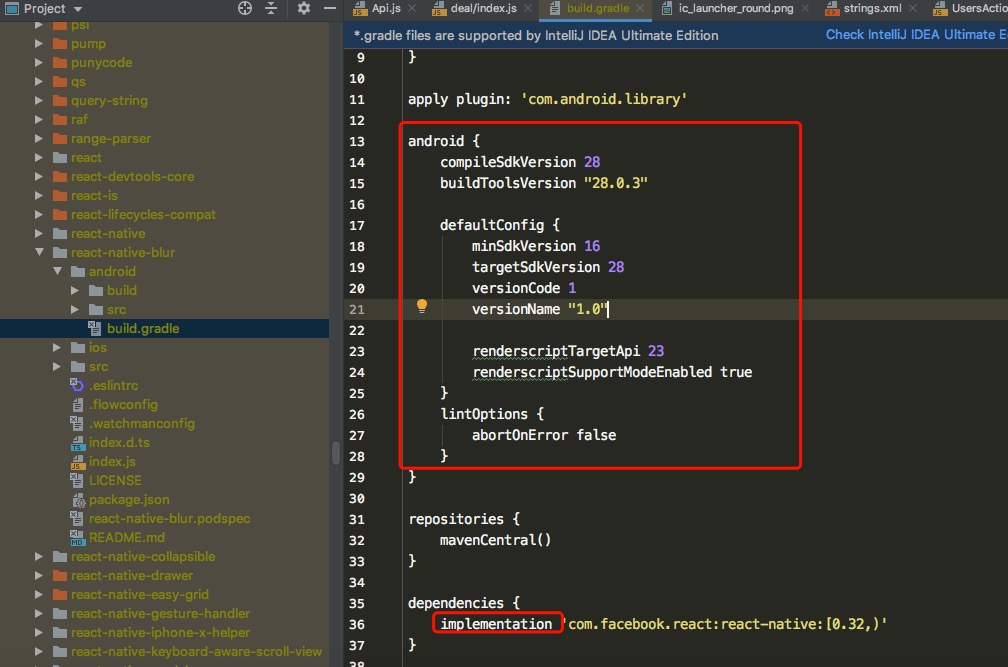 Project
Api.js
deal/index.js
build.gradle
ic_launcher_round.png
strings.xml
UsersActio
*.gradle files are supported by IntelliJ IDEA Ultimate Edition
Check IntelliJ IDEA Ultimate E
psl
pump
punycode
qs
query-string
raf
range-parser
react
react-devtools-core
react-is
react-lifecycles-compat
react-native
react-native-blur
android
build
src
build.gradle
ios
src
.eslintrc
.flowconfig
.watchmanconfig
index.d.ts
index.js
LICENSE
package.json
react-native-blur.podspec
README.md
react-native-collapsible
react-native-drawer
react-native-easy-grid
react-native-gesture-handler
react-native-iphone-x-helper
react-native-keyboard-aware-scroll-view
9 }
10
11 apply plugin: 'com.android.library'
12
13 android {
14 compileSdkVersion 28
15 buildToolsVersion "28.0.3"
16
17 defaultConfig {
18 minSdkVersion 16
19 targetSdkVersion 28
20 versionCode 1
21 versionName "1.0"
22
23 renderscriptTargetApi 23
24 renderscriptSupportModeEnabled true
25 }
26 lintOptions {
27 abortOnError false
28 }
29 }
30
31 repositories {
32 mavenCentral()
33 }
34
35 dependencies {
36 implementation 'com.facebook.react:react-native:[0.32,)'
37 }
38